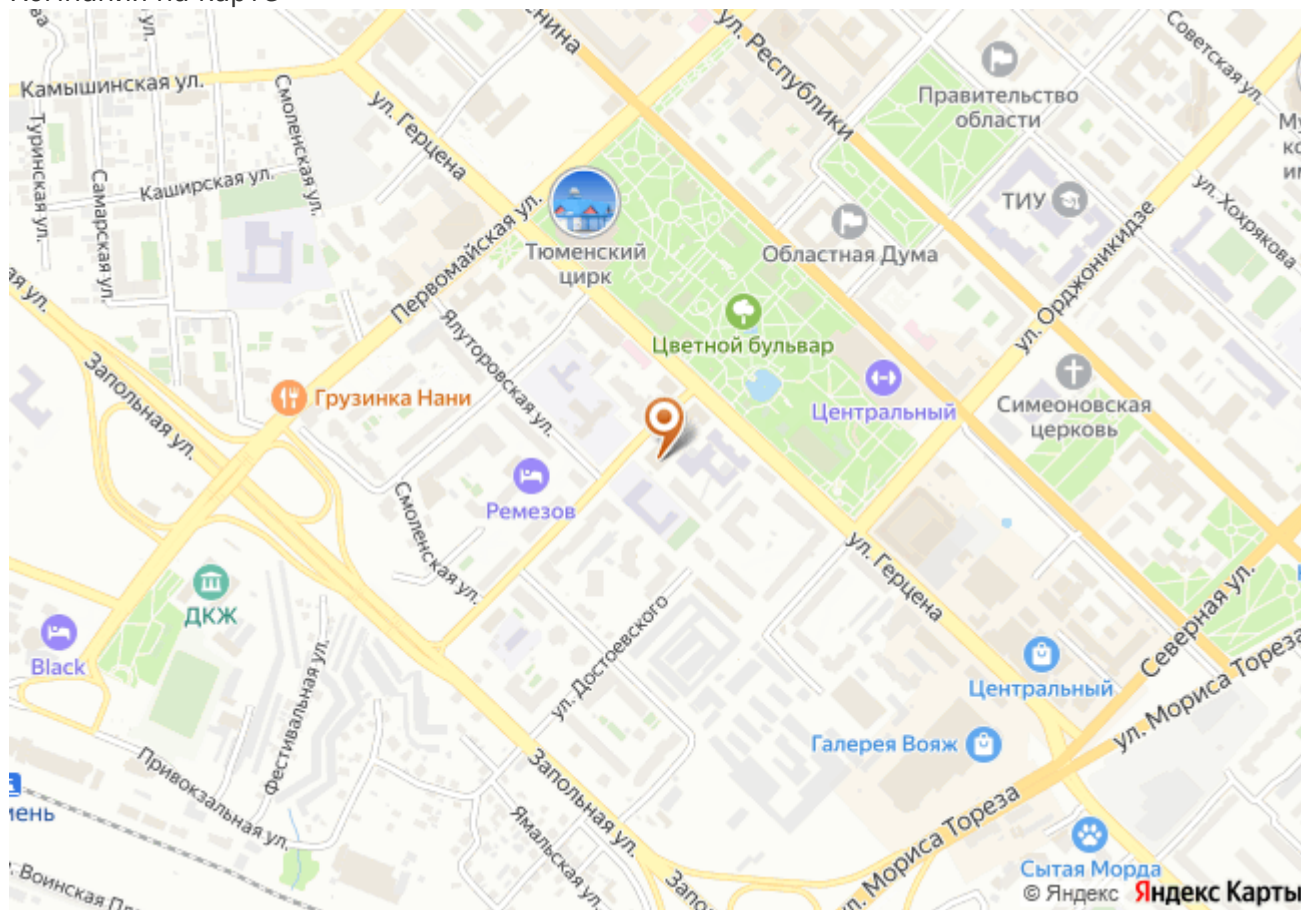 Компания на карте
Камышинская ул.
Туринская ул.
Самарская ул.
Смоленская ул.
Каширская ул.
ул. Герцена
ул. Республики
Советская ул.
Правительство
области
ТИУ
ул. Хохрякова
Первомайская ул.
Тюменский
цирк
Областная Дума
ул. Орджоникидзе
Цветной бульвар
Ялуторовская ул.
Запольная ул.
Грузинка Нани
Центральный
Симеоновская
церковь
Ремезов
Смоленская ул.
ул. Герцена
ДКЖ
Black
ул. Достоевского
Фестивальная ул.
Северная ул.
Центральный
ул. Мориса Тореза
Галерея Вояж
Привокзальная ул.
Запольная ул.
Ямальская ул.
ул. Мориса Тореза
Сытая Морда
© Яндекс Яндекс Карты